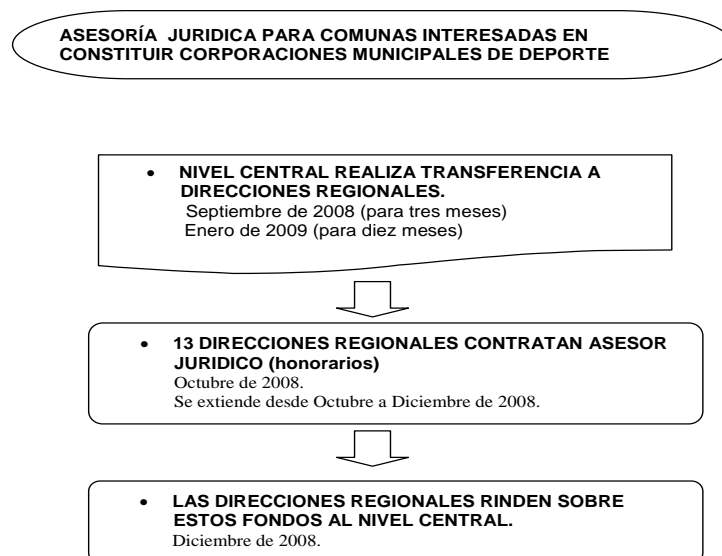 ASESORÍA JURIDICA PARA COMUNAS INTERESADAS EN
CONSTITUIR CORPORACIONES MUNICIPALES DE DEPORTE
• NIVEL CENTRAL REALIZA TRANSFERENCIA A
DIRECCIONES REGIONALES.
Septiembre de 2008 (para tres meses)
Enero de 2009 (para diez meses)
• 13 DIRECCIONES REGIONALES CONTRATAN ASESOR
JURIDICO (honorarios)
Octubre de 2008.
Se extiende desde Octubre a Diciembre de 2008.
• LAS DIRECCIONES REGIONALES RINDEN SOBRE
ESTOS FONDOS AL NIVEL CENTRAL.
Diciembre de 2008.